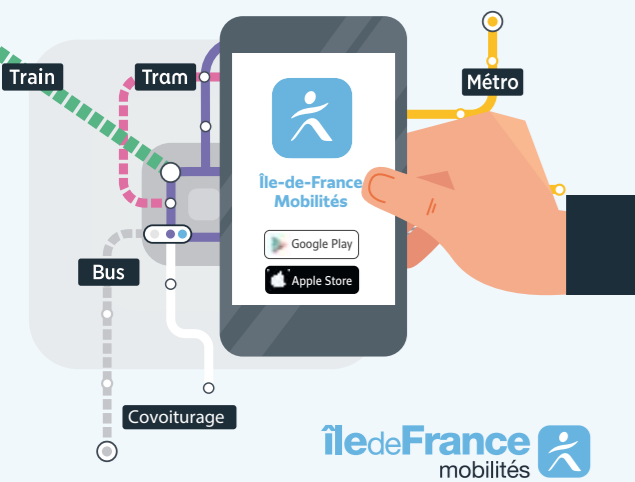 Train
Tram
Métro
Île-de-France
Mobilités
Google Play
Apple Store
Bus
Covoiturage
îledeFrance
mobilités